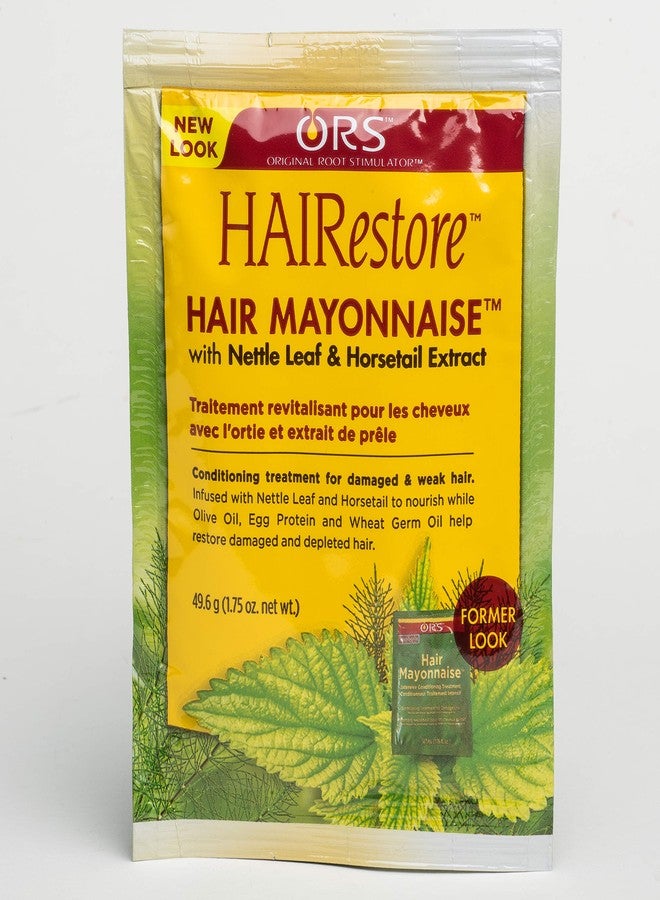 NEW
LOOK
ORS™
ORIGINAL ROOT STIMULATOR™
HAIRestore™
HAIR MAYONNAISE™
with Nettle Leaf & Horsetail Extract
Traitement revitalisant pour les cheveux
avec l'ortie et extrait de prêle
Conditioning treatment for damaged & weak hair.
Infused with Nettle Leaf and Horsetail to nourish while
Olive Oil, Egg Protein and Wheat Germ Oil help
restore damaged and depleted hair.
49.6 g (1.75 oz. net wt.)
FORMER
LOOK
ORS
Hair
Mayonnaise
Intensive Conditioning Treatment